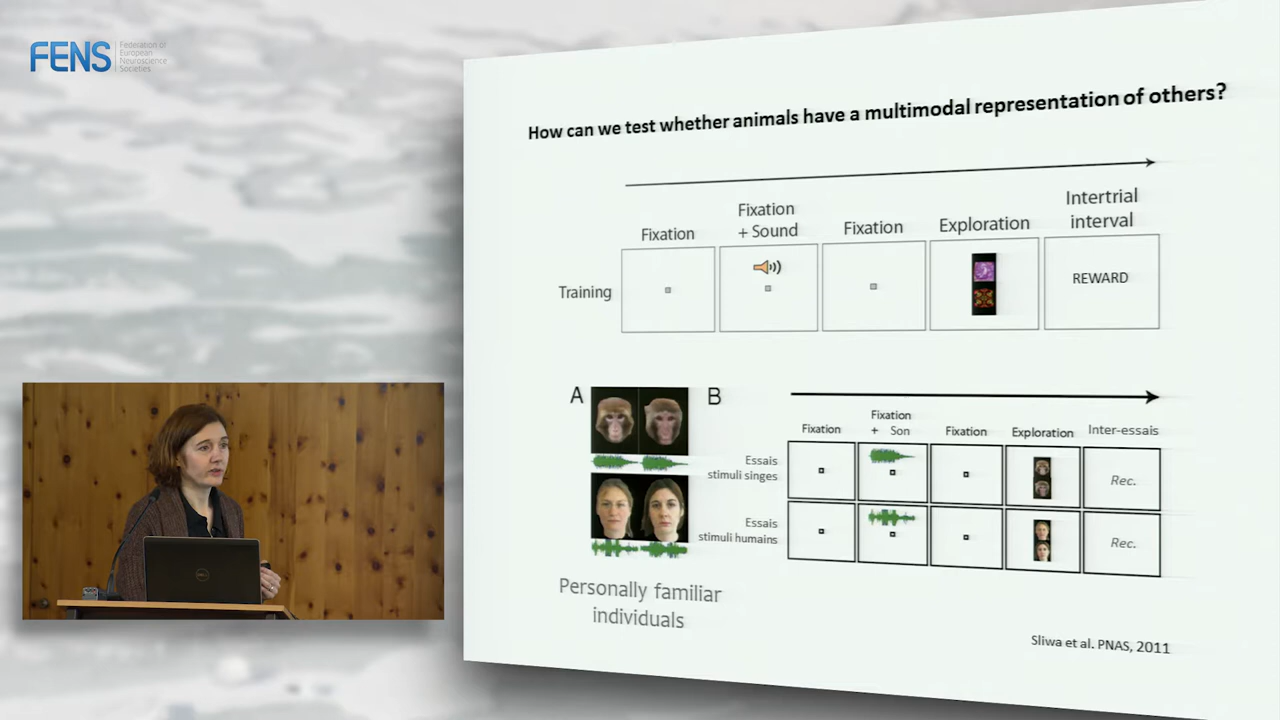 FENS
Federation of
European
Neuroscience
Societies
How can we test whether animals have a multimodal representation of others?
Fixation
Fixation
+ Sound
Fixation
Exploration
Intertrial
interval
Training
REWARD
A
B
Fixation
Fixation
+ Son
Fixation
Exploration
Inter-essais
Essais
stimuli singes
Rec.
Essais
stimuli humains
Rec.
Personally familiar
individuals
Sliwa et al. PNAS, 2011
DELL